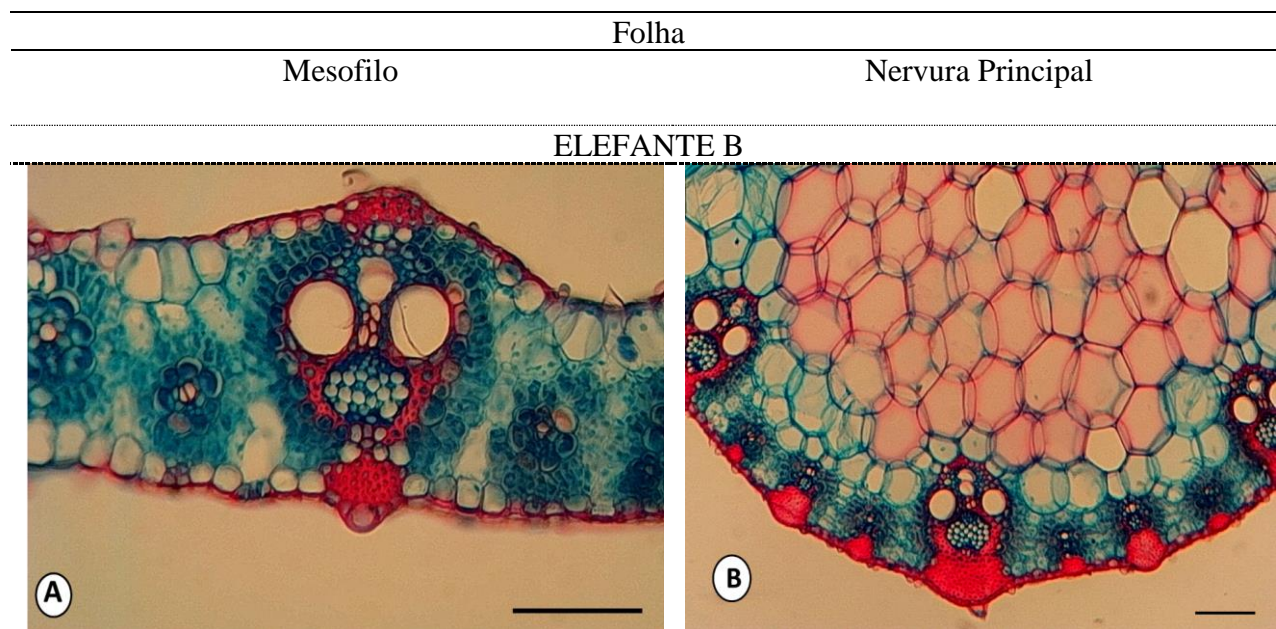 Folha
Mesofilo
Nervura Principal
ELEFANTE B
A
B